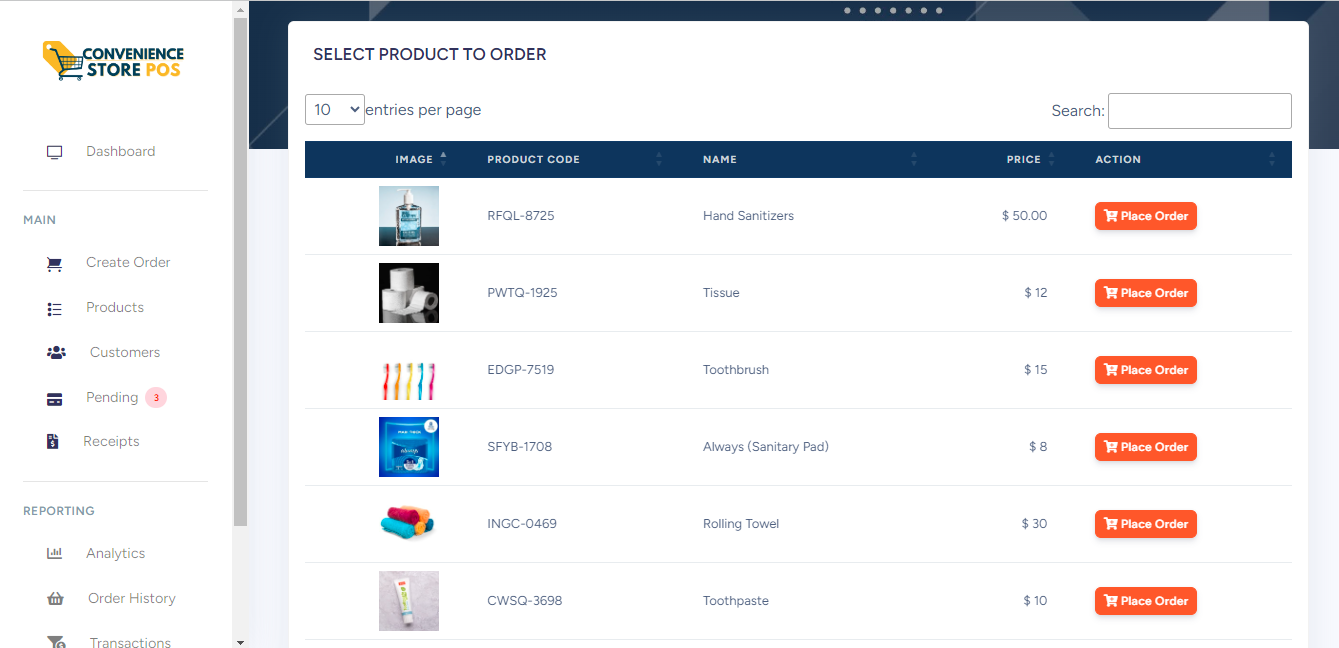 CONVENIENCE
STORE POS
Dashboard
MAIN
Create Order
Products
Customers
Pending 3
Receipts
REPORTING
Analytics
Order History
Transactions
SELECT PRODUCT TO ORDER
10 entries per page
Search:
IMAGE PRODUCT CODE NAME PRICE ACTION
RFQL-8725 Hand Sanitizers $ 50.00 Place Order
PWTQ-1925 Tissue $ 12 Place Order
EDGP-7519 Toothbrush $ 15 Place Order
SFYB-1708 Always (Sanitary Pad) $ 8 Place Order
always
INGC-0469 Rolling Towel $ 30 Place Order
CWSQ-3698 Toothpaste $ 10 Place Order